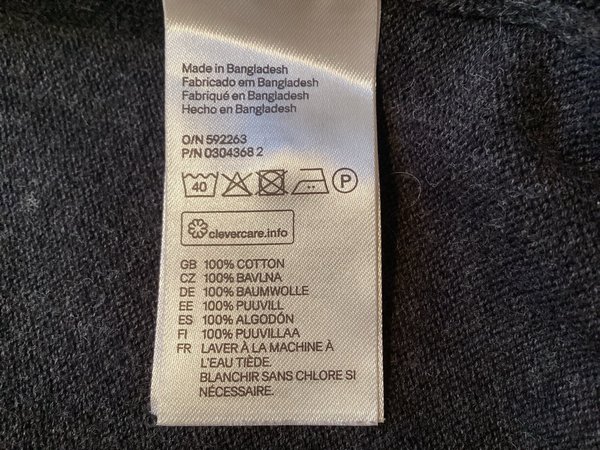 Made in Bangladesh
Fabricado em Bangladesh
Fabriqué en Bangladesh
Hecho en Bangladesh
O/N 592263
P/N 0304368 2
40 P
clevercare.info
GB 100% COTTON
CZ 100% BAVLNA
DE 100% BAUMWOLLE
EE 100% PUUVILL
ES 100% ALGODÓN
FI 100% PUUVILLAA
FR LAVER À LA MACHINE À
L'EAU TIÈDE.
BLANCHIR SANS CHLORE SI
NÉCESSAIRE.